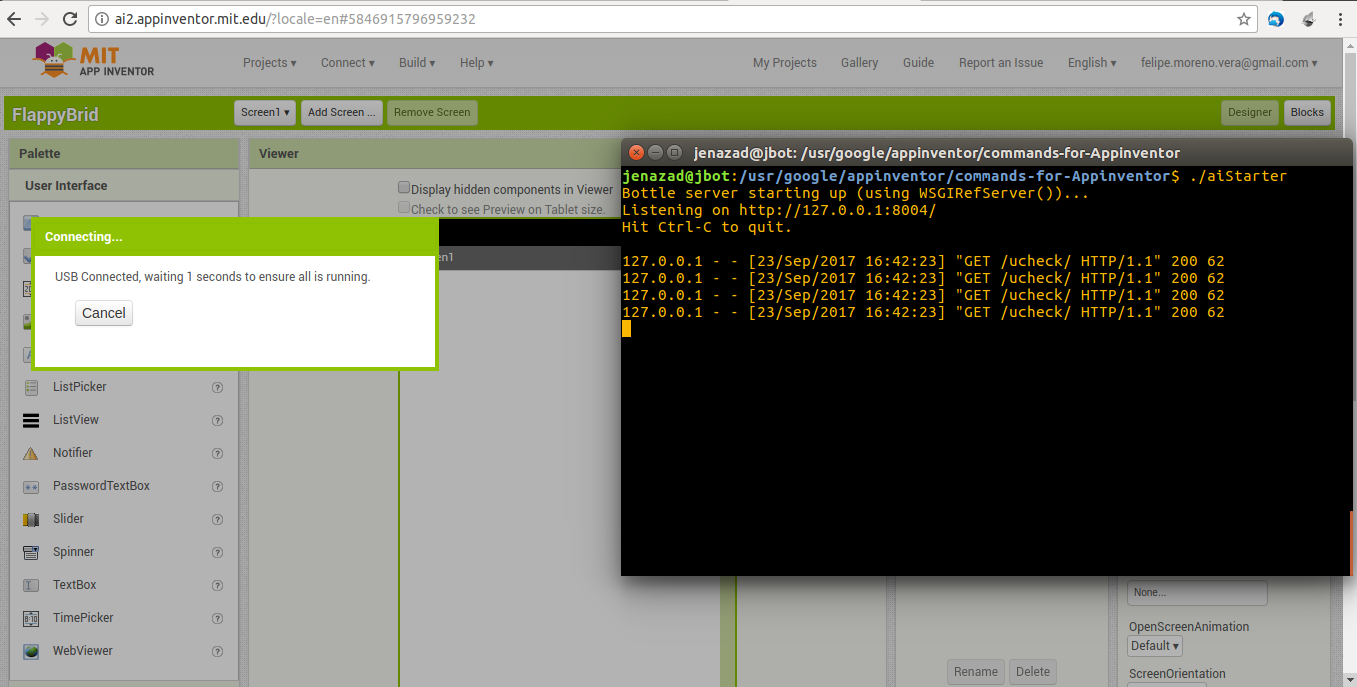 ai2.appinventor.mit.edu/?locale=en#5846915796959232
MIT
APP INVENTOR
Projects ▾
Connect ▾
Build ▾
Help ▾
My Projects
Gallery
Guide
Report an Issue
English ▾
felipe.moreno.vera@gmail.com ▾
FlappyBrid
Screen1 ▾
Add Screen ...
Remove Screen
Designer
Blocks
Palette
User Interface
ListPicker
ListView
Notifier
PasswordTextBox
Slider
Spinner
TextBox
TimePicker
WebViewer
Viewer
Display hidden components in Viewer
Check to see Preview on Tablet size.
en1
Connecting...
USB Connected, waiting 1 seconds to ensure all is running.
Cancel
jenazad@jbot: /usr/google/appinventor/commands-for-Appinventor
jenazad@jbot:/usr/google/appinventor/commands-for-Appinventor$ ./aiStarter
Bottle server starting up (using WSGIRefServer())...
Listening on http://127.0.0.1:8004/
Hit Ctrl-C to quit.
127.0.0.1 - - [23/Sep/2017 16:42:23] "GET /ucheck/ HTTP/1.1" 200 62
127.0.0.1 - - [23/Sep/2017 16:42:23] "GET /ucheck/ HTTP/1.1" 200 62
127.0.0.1 - - [23/Sep/2017 16:42:23] "GET /ucheck/ HTTP/1.1" 200 62
127.0.0.1 - - [23/Sep/2017 16:42:23] "GET /ucheck/ HTTP/1.1" 200 62
Rename
Delete
None...
OpenScreenAnimation
Default ▾
ScreenOrientation